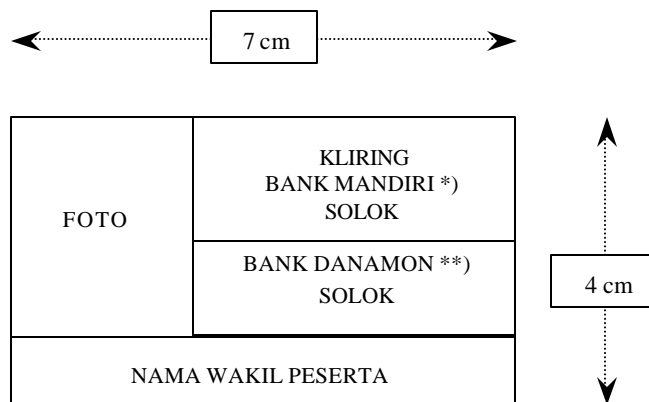 7 cm
KLIRING
BANK MANDIRI *)
SOLOK
FOTO
BANK DANAMON **)
SOLOK
4 cm
NAMA WAKIL PESERTA